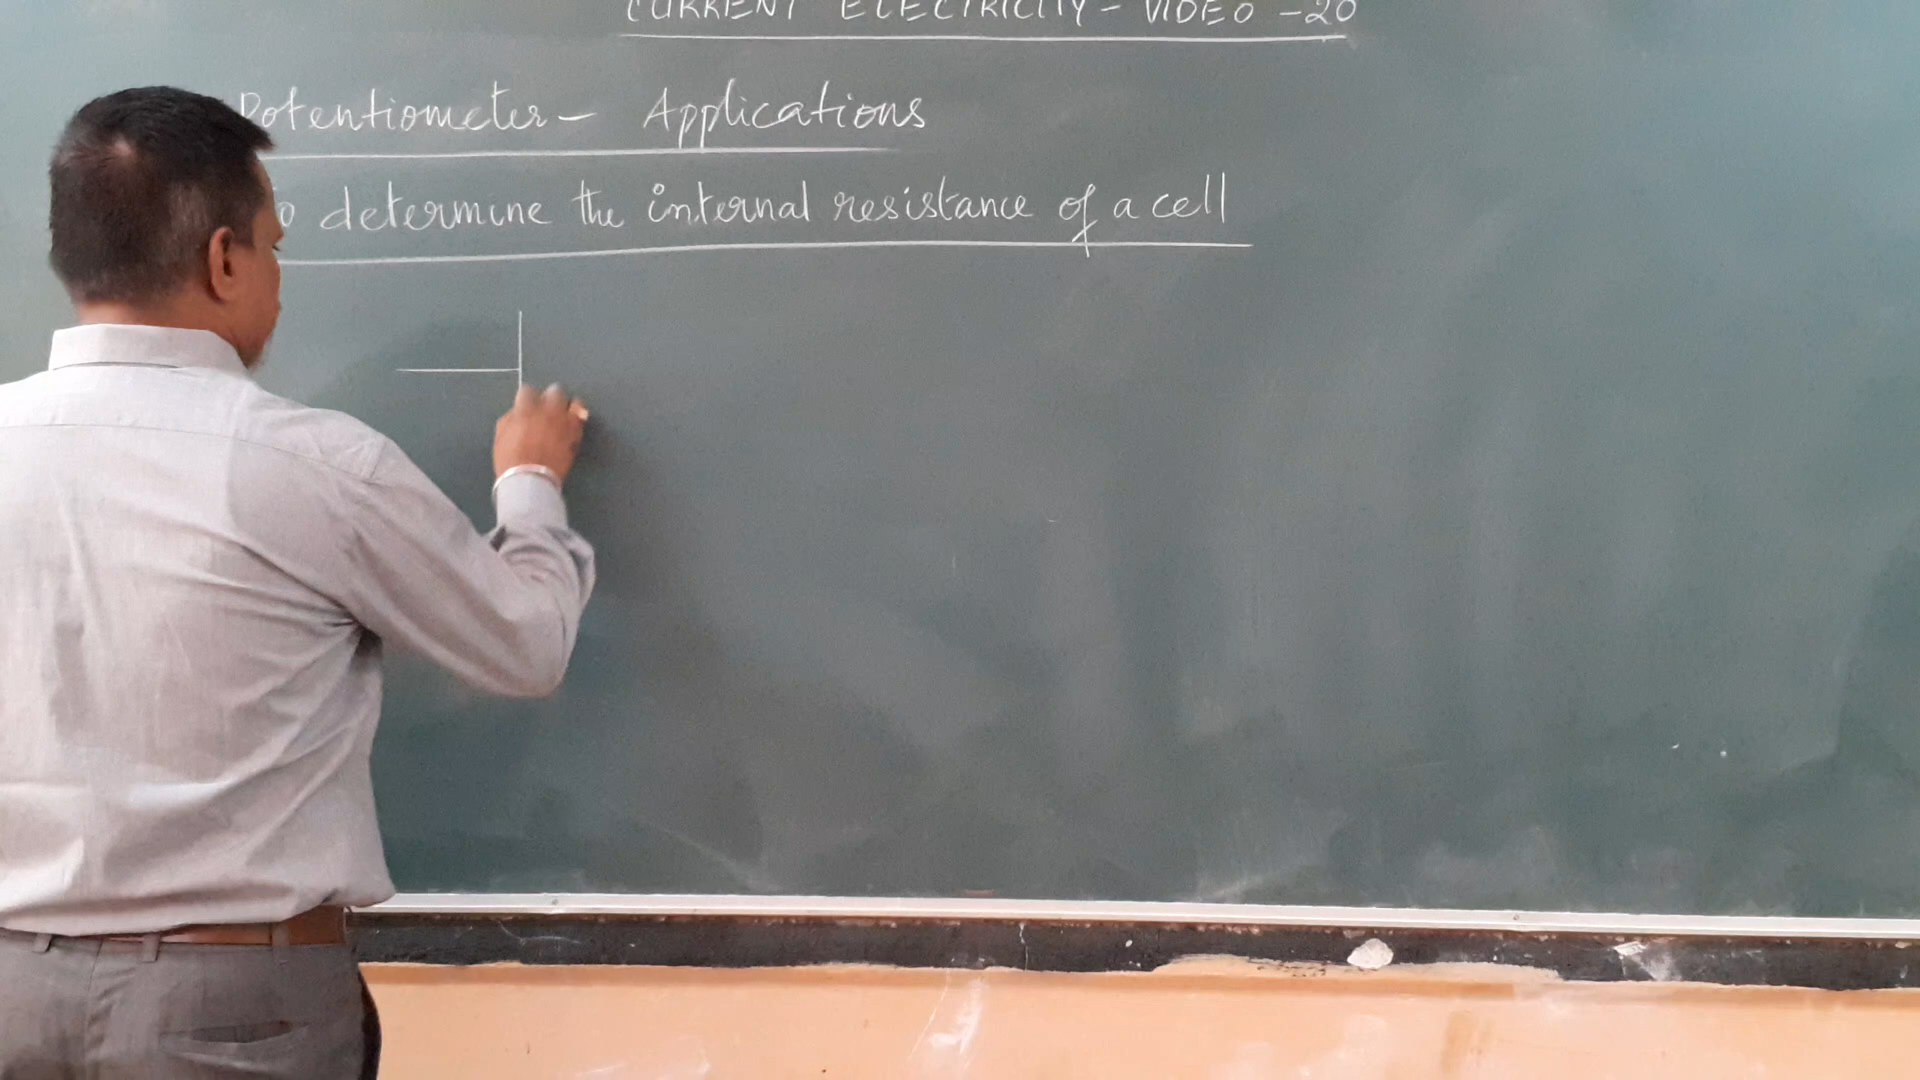 CURRENT ELECTRICITY - VIDEO - 20
Potentiometer - Applications
To determine the internal resistance of a cell